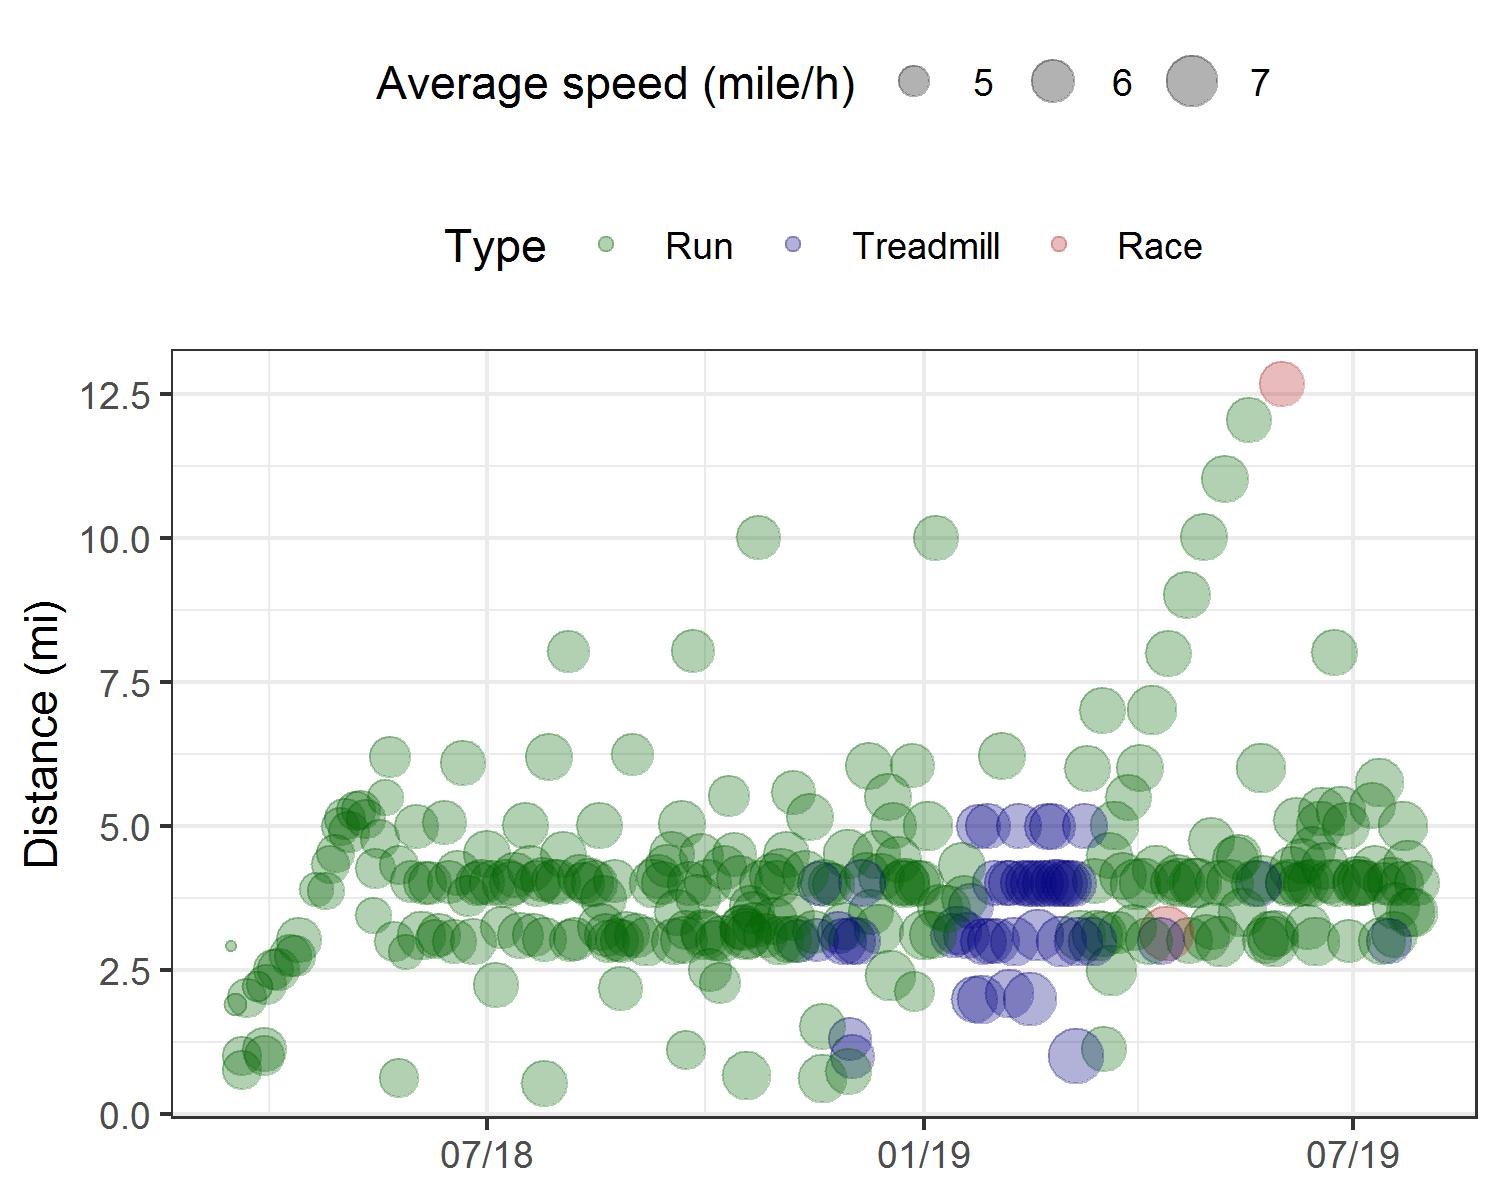 Average speed (mile/h) 5 6 7
Type Run Treadmill Race
Distance (mi)
12.5
10.0
7.5
5.0
2.5
0.0
07/18 01/19 07/19